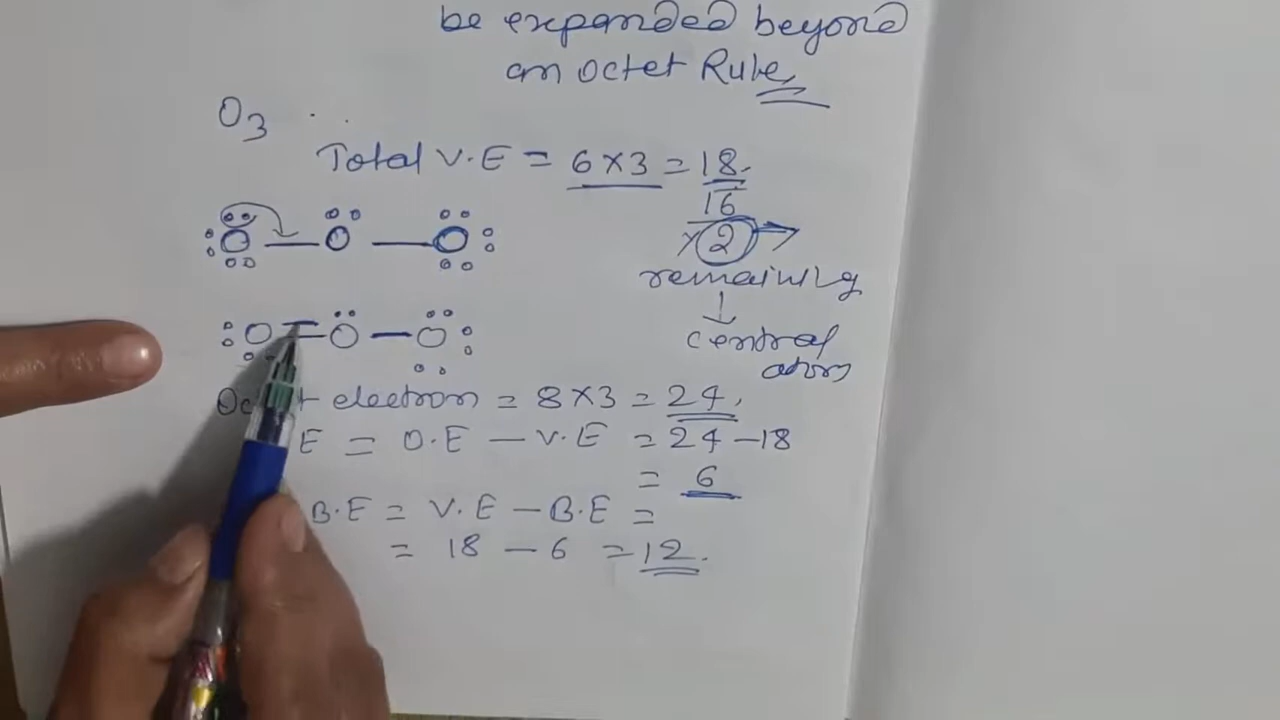 be expanded beyond
an octet Rule
O3
Total V.E = 6×3 = 18
16
2
O — O — O
remaining
O = O — O
central
atom
electron = 8×3 = 24
E = O.E – V.E = 24 – 18
= 6
B.E = V.E – B.E =
= 18 – 6 = 12